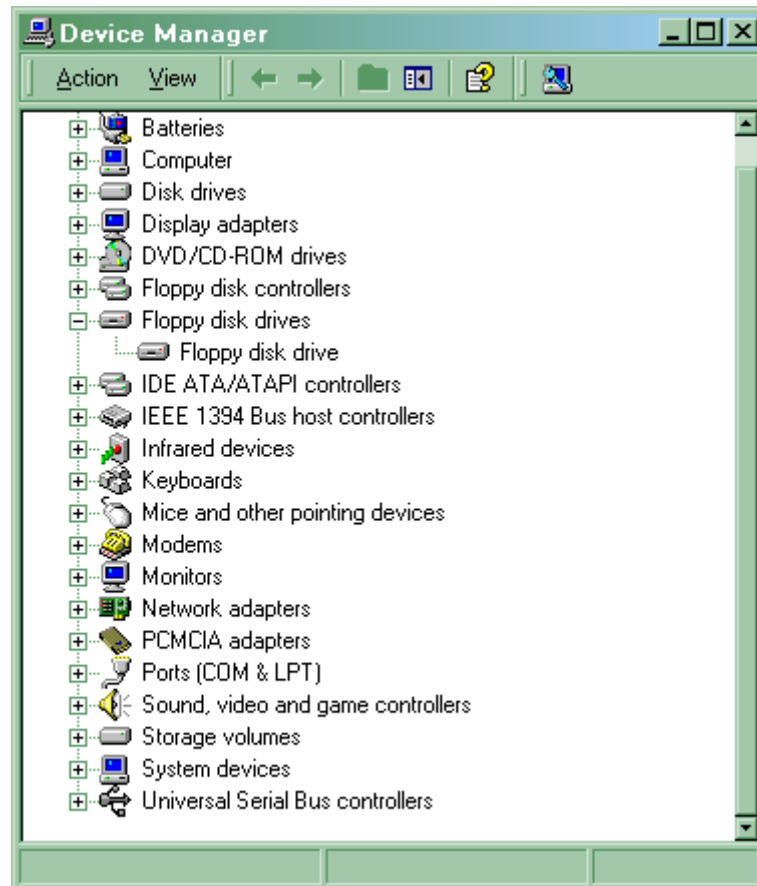 Device Manager
Action View
Batteries
Computer
Disk drives
Display adapters
DVD/CD-ROM drives
Floppy disk controllers
Floppy disk drives
Floppy disk drive
IDE ATA/ATAPI controllers
IEEE 1394 Bus host controllers
Infrared devices
Keyboards
Mice and other pointing devices
Modems
Monitors
Network adapters
PCMCIA adapters
Ports (COM & LPT)
Sound, video and game controllers
Storage volumes
System devices
Universal Serial Bus controllers